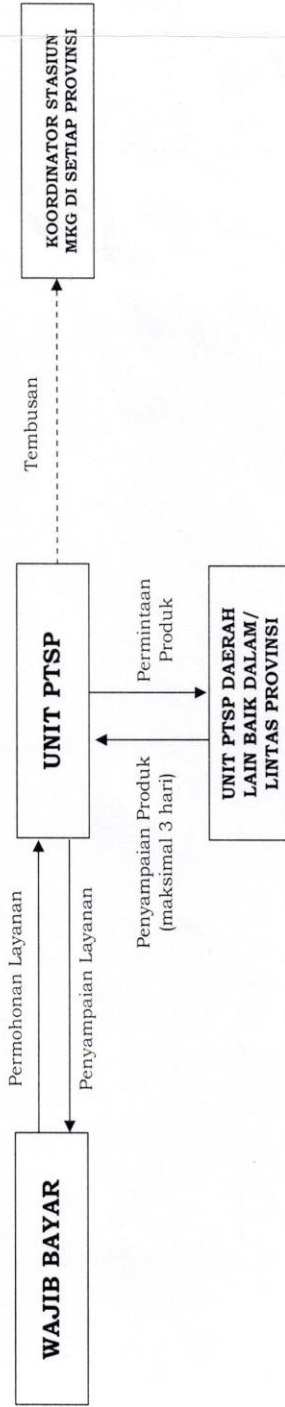 WAJIB BAYAR
Permohonan Layanan
Penyampaian Layanan
UNIT PTSP
Tembusan
KOORDINATOR STASIUN
MKG DI SETIAP PROVINSI
Penyampaian Produk
(maksimal 3 hari)
Permintaan
Produk
UNIT PTSP DAERAH
LAIN BAIK DALAM/
LINTAS PROVINSI